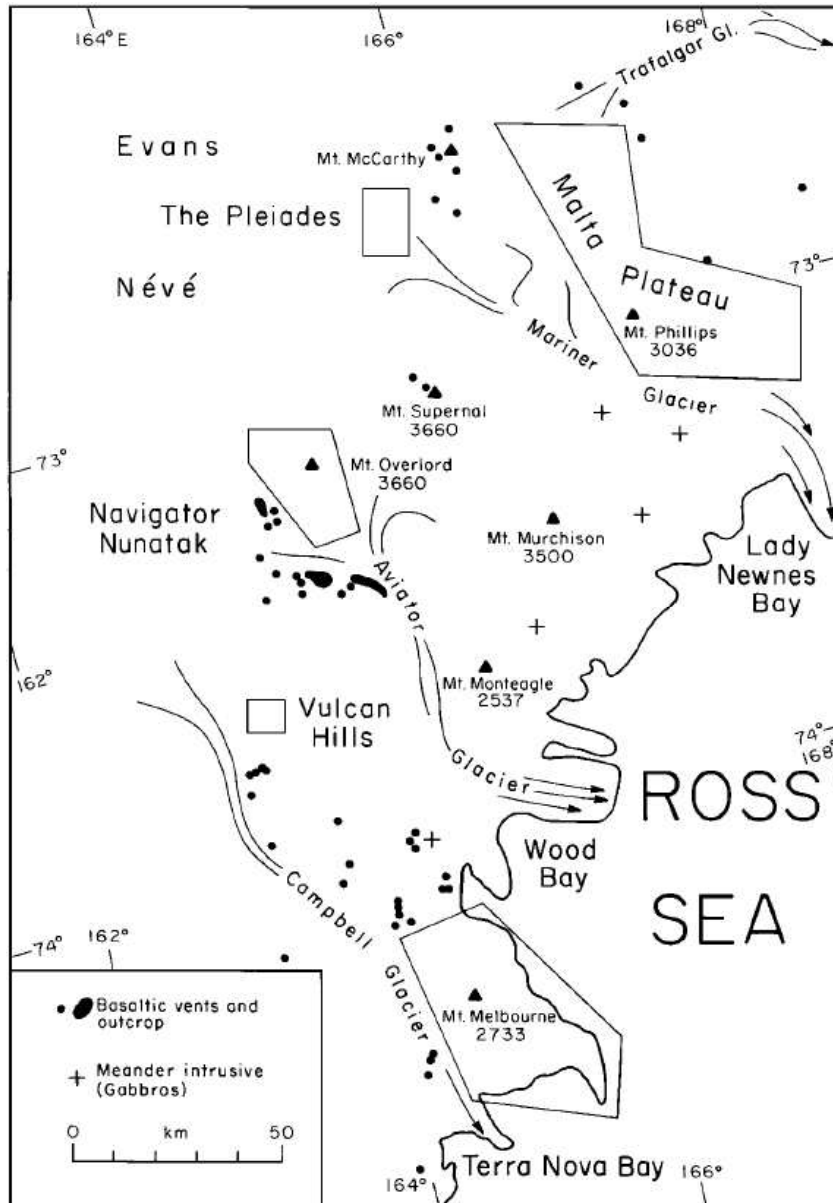 164°E
166°
168°
Trafalgar Gl.
Evans
Mt. McCarthy
Malta
The Pleiades
Plateau
73°
Névé
Mt. Phillips
3036
Mariner
Glacier
Mt. Supernal
3660
73°
Mt. Overlord
3660
Navigator
Nunatak
Mt. Murchison
3500
Lady
Newnes
Bay
Aviator
162°
Mt. Monteagle
2537
Vulcan
Hills
74°
168°
Glacier
ROSS
Wood
Bay
Campbell
SEA
74°
162°
Glacier
Mt. Melbourne
2733
Basaltic vents and
outcrop
Meander intrusive
(Gabbros)
0 km 50
Terra Nova Bay
164°
166°